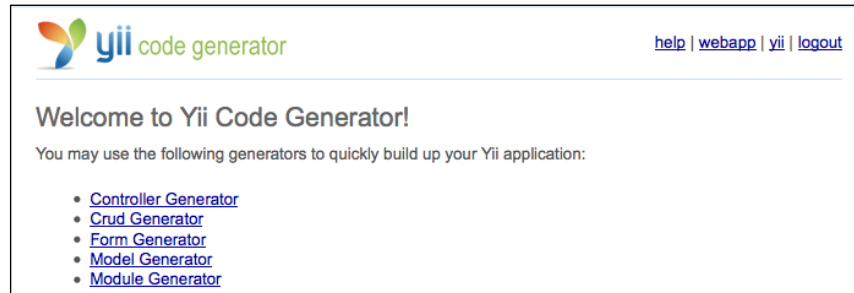 yii code generator
help | webapp | yii | logout
Welcome to Yii Code Generator!
You may use the following generators to quickly build up your Yii application:
• Controller Generator
• Crud Generator
• Form Generator
• Model Generator
• Module Generator